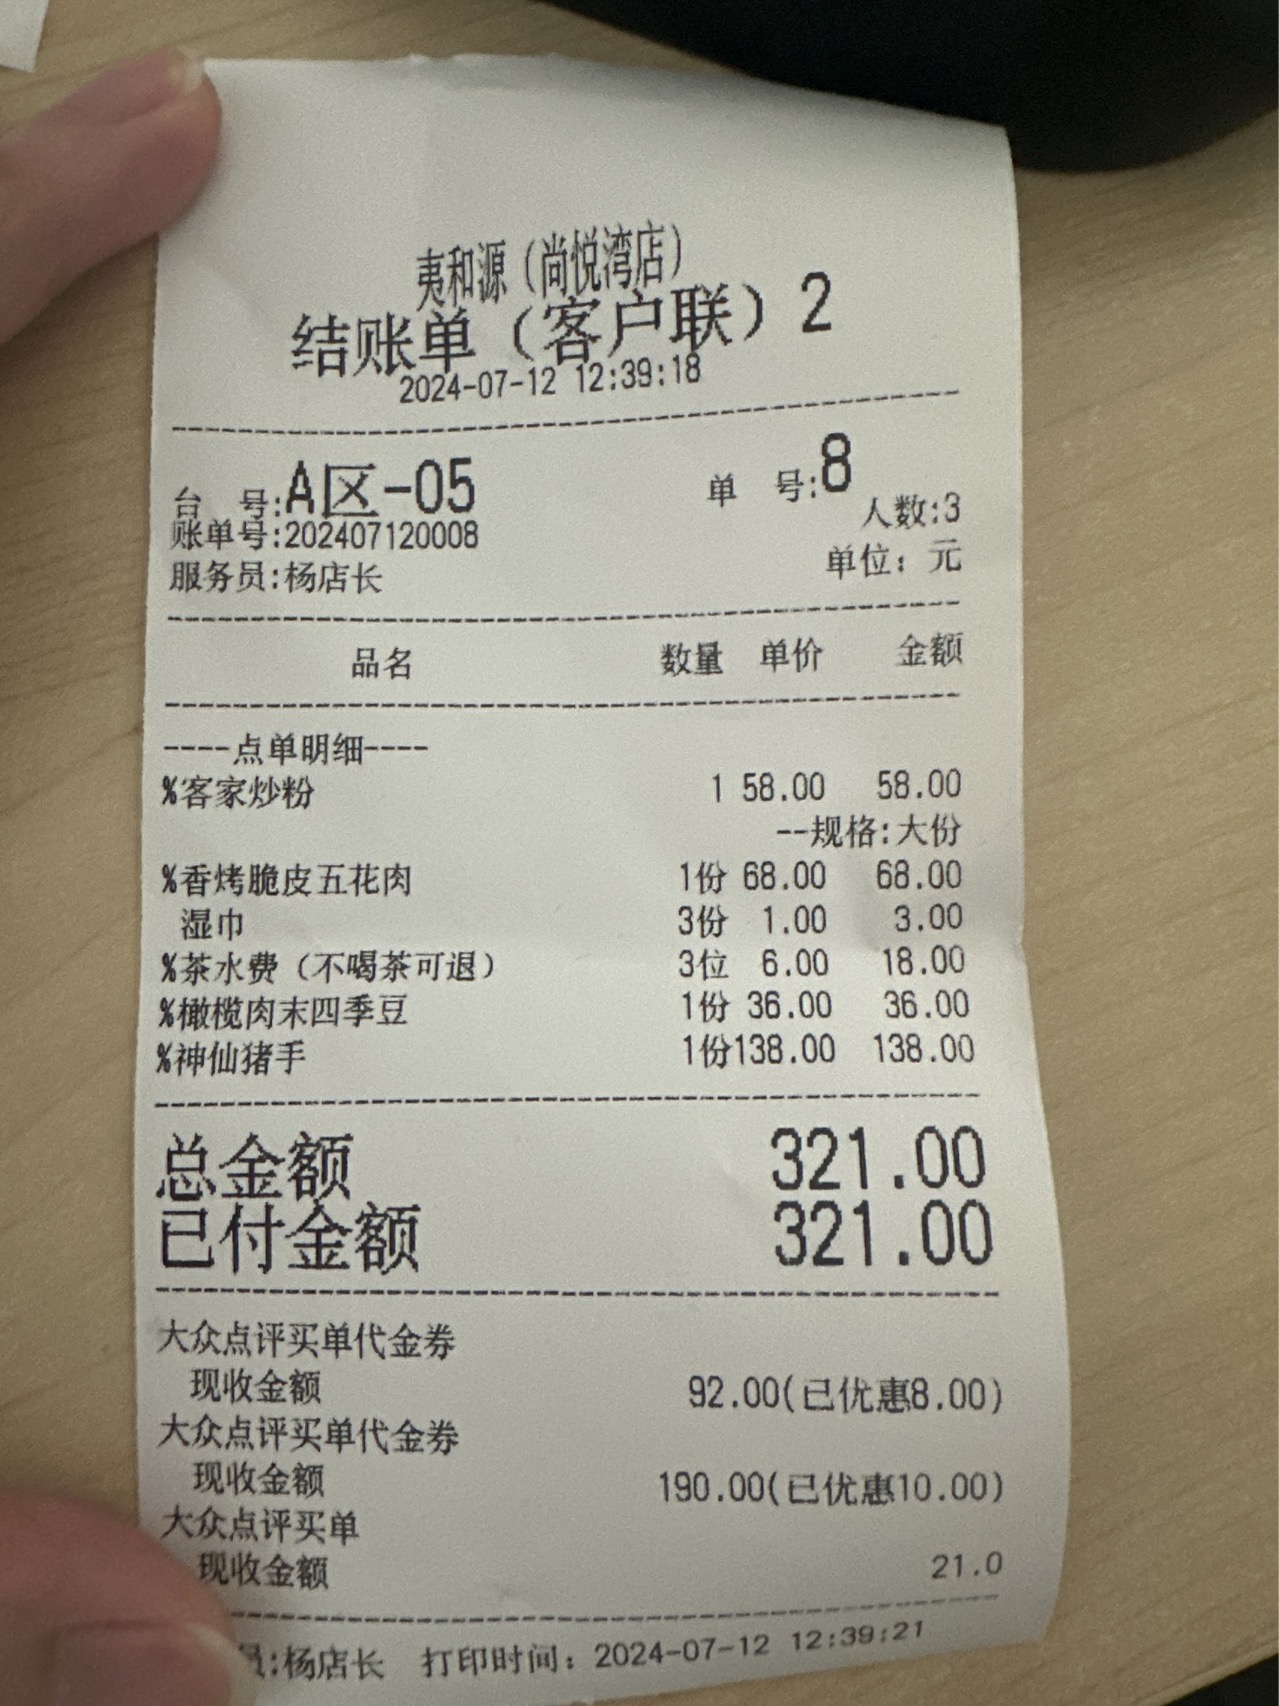 夷和源（尚悦湾店）
结账单（客户联）2
2024-07-12 12:39:18
台 号:A区-05 单 号:8
账单号:202407120008 人数:3
服务员:杨店长 单位：元
品名 数量 单价 金额
----点单明细----
%客家炒粉 1 58.00 58.00
--规格:大份
%香烤脆皮五花肉 1份 68.00 68.00
湿巾 3份 1.00 3.00
%茶水费（不喝茶可退） 3位 6.00 18.00
%橄榄肉末四季豆 1份 36.00 36.00
%神仙猪手 1份138.00 138.00
总金额 321.00
已付金额 321.00
大众点评买单代金券
现收金额 92.00(已优惠8.00)
大众点评买单代金券
现收金额 190.00(已优惠10.00)
大众点评买单
现收金额 21.0
员:杨店长 打印时间：2024-07-12 12:39:21